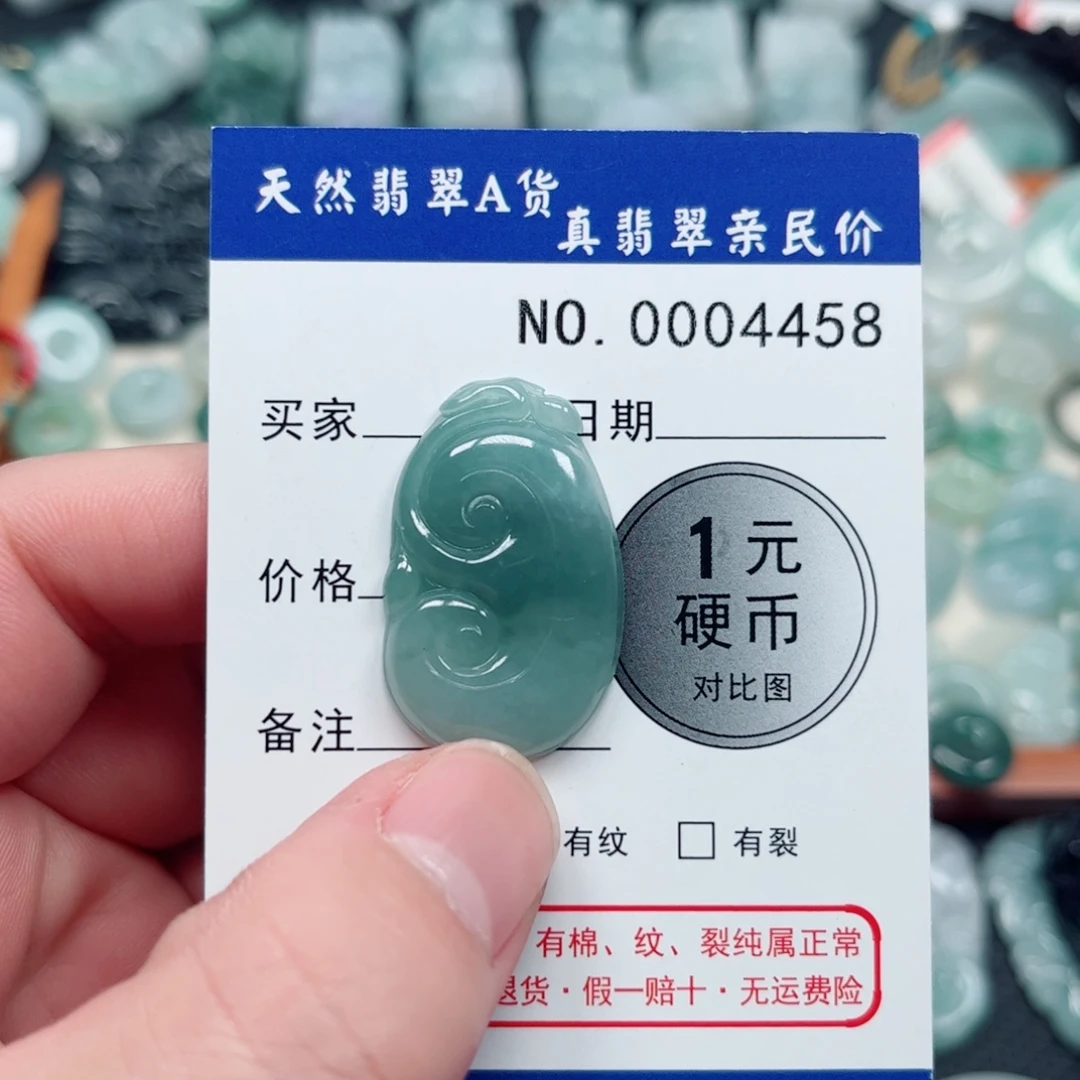 天然翡翠A货
真翡翠亲民价
NO. 0004458
买家
日期
价格
1元
硬币
对比图
备注
有纹
有裂
有棉、纹、裂纯属正常
退货·假一赔十·无运费险